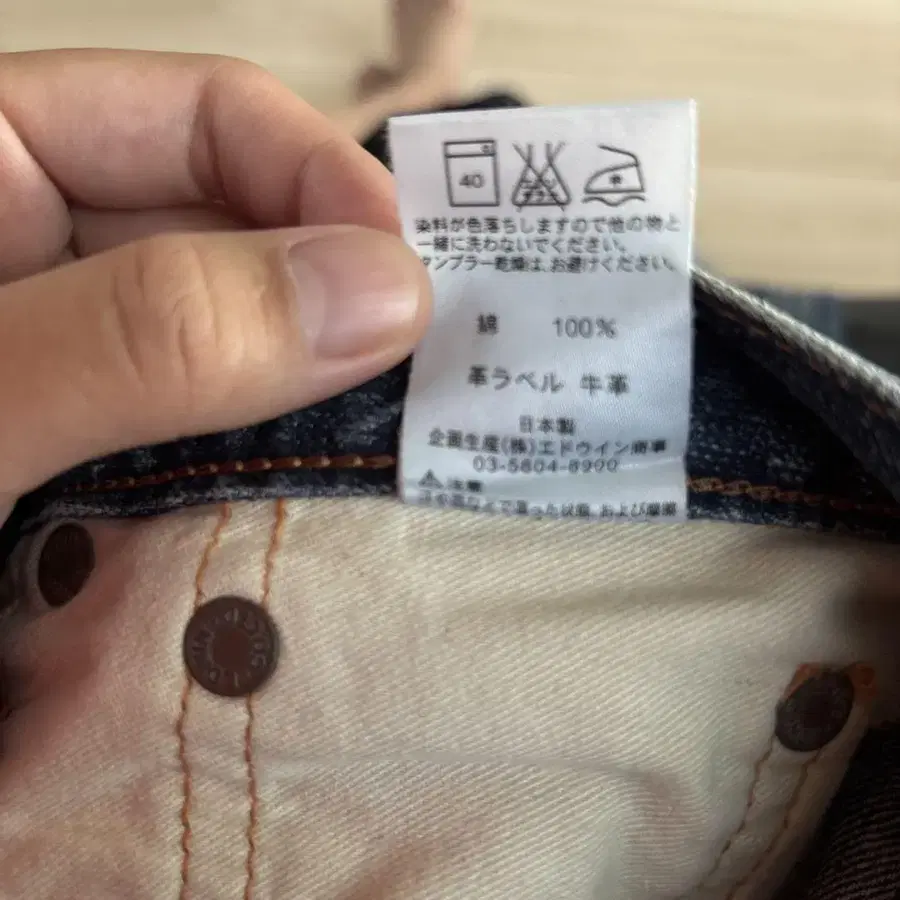 40
染料が色落ちしますので他の物と
一緒に洗わないでください。
タンブラー乾燥は、お避けください。
綿 100%
革ラベル 牛革
日本製
企画生産(株)エドウイン商事
03-5604-8900
⚠ 注意